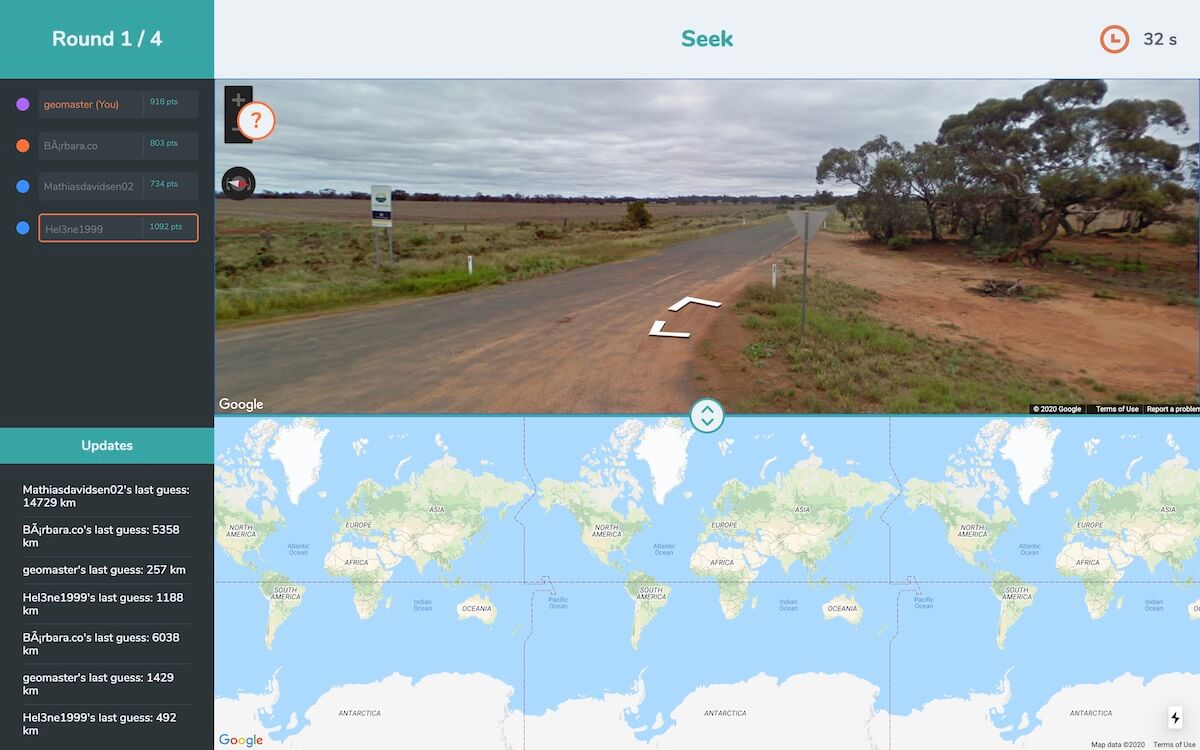 Round 1 / 4
Seek
32 s
geomaster (You)
918 pts
BÃ¡rbara.co
803 pts
Mathiasdavidsen02
734 pts
Hel3ne1999
1092 pts
+
?
Google
© 2020 Google
Terms of Use
Report a problem
Updates
Mathiasdavidsen02's last guess:
14729 km
BÃ¡rbara.co's last guess: 5358
km
geomaster's last guess: 257 km
Hel3ne1999's last guess: 1188
km
BÃ¡rbara.co's last guess: 6038
km
geomaster's last guess: 1429
km
Hel3ne1999's last guess: 492
km
NORTH
AMERICA
Atlantic
Ocean
EUROPE
ASIA
AFRICA
SOUTH
AMERICA
Indian
Ocean
OCEANIA
Pacific
Ocean
ANTARCTICA
NORTH
AMERICA
Atlantic
Ocean
EUROPE
ASIA
AFRICA
SOUTH
AMERICA
Indian
Ocean
OCEANIA
Pacific
Ocean
ANTARCTICA
NORTH
AMERICA
Atlantic
Ocean
EUROPE
ASIA
AFRICA
SOUTH
AMERICA
Indian
Ocean
O
ANTARCTICA
Google
Map data ©2020
Terms of Use